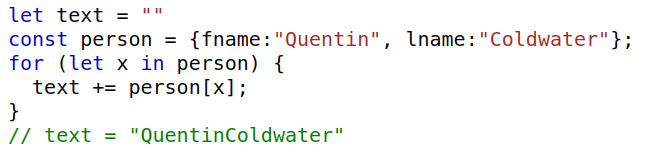 let text = ""
const person = {fname:"Quentin", lname:"Coldwater"};
for (let x in person) {
  text += person[x];
}
// text = "QuentinColdwater"